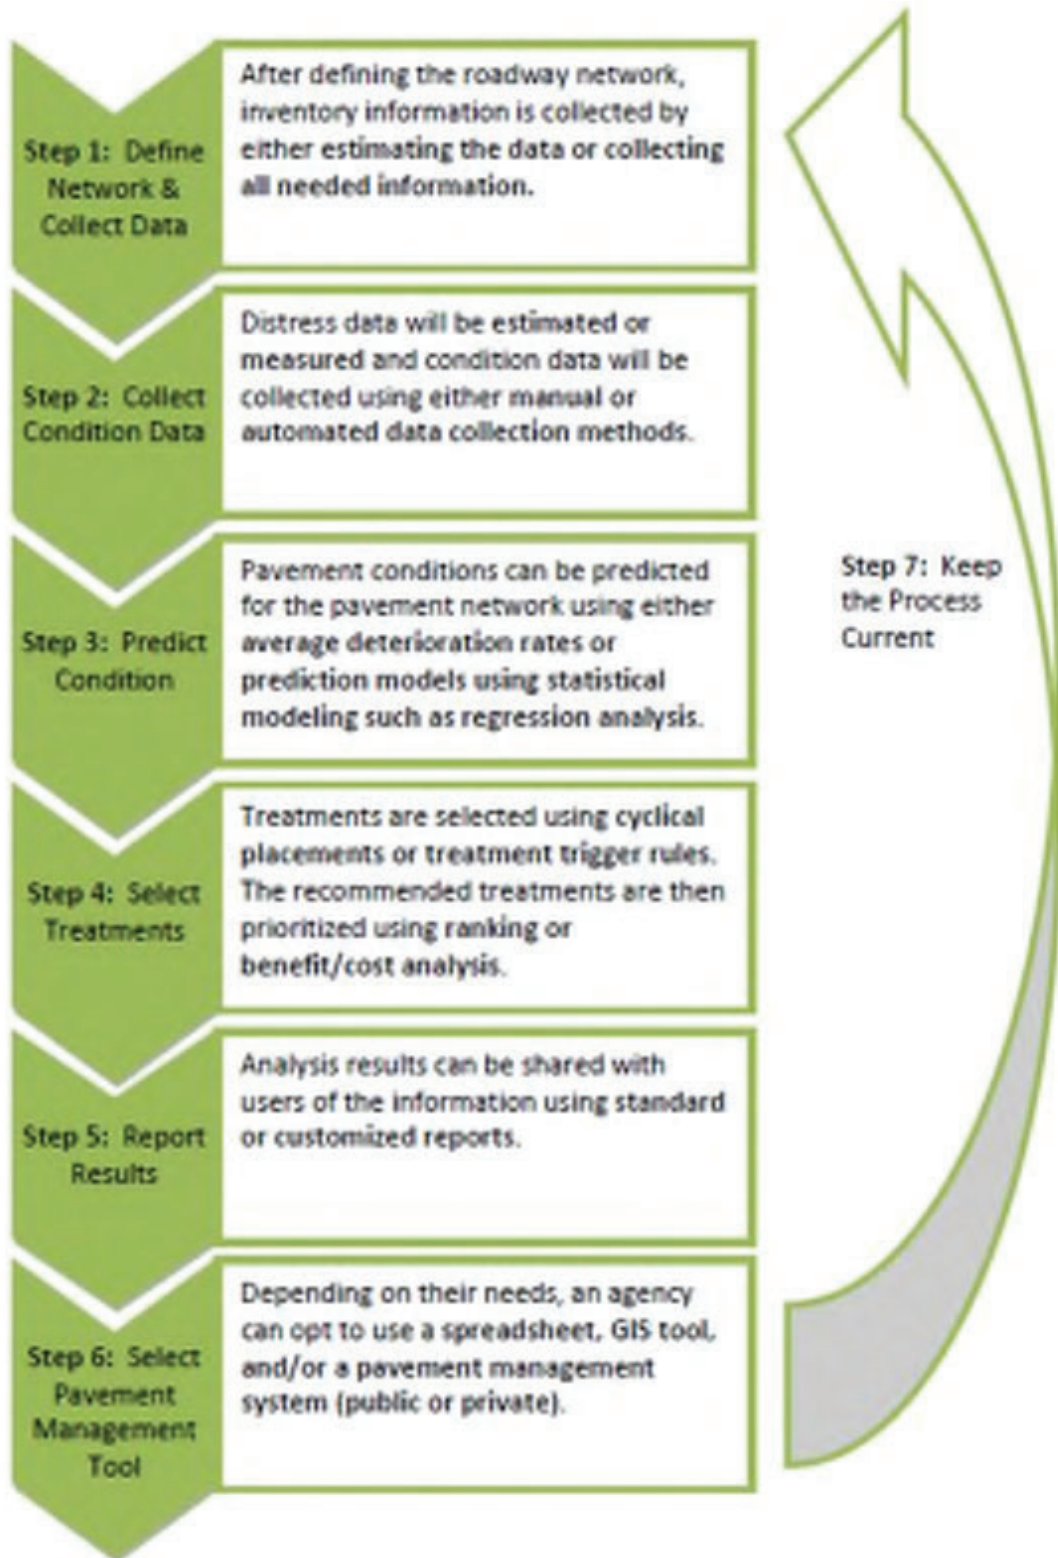 Step 1: Define
Network &
Collect Data
After defining the roadway network,
inventory information is collected by
either estimating the data or collecting
all needed information.
Step 2: Collect
Condition Data
Distress data will be estimated or
measured and condition data will be
collected using either manual or
automated data collection methods.
Step 3: Predict
Condition
Pavement conditions can be predicted
for the pavement network using either
average deterioration rates or
prediction models using statistical
modeling such as regression analysis.
Step 4: Select
Treatments
Treatments are selected using cyclical
placements or treatment trigger rules.
The recommended treatments are then
prioritized using ranking or
benefit/cost analysis.
Step 5: Report
Results
Analysis results can be shared with
users of the information using standard
or customized reports.
Step 6: Select
Pavement
Management
Tool
Depending on their needs, an agency
can opt to use a spreadsheet, GIS tool,
and/or a pavement management
system (public or private).
Step 7: Keep
the Process
Current